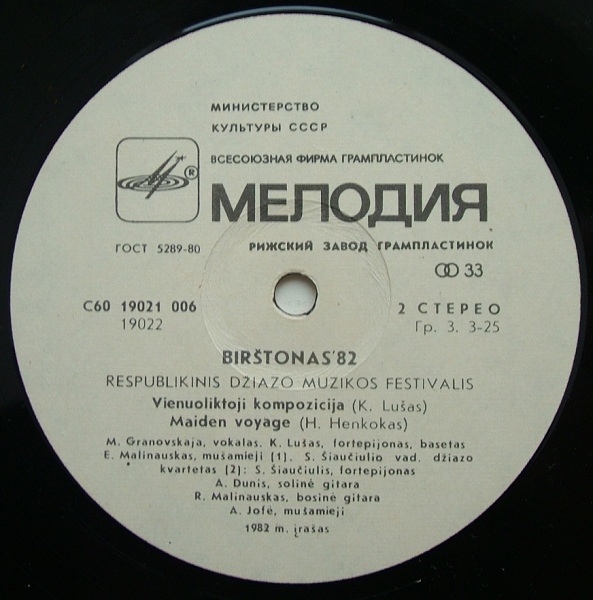 МИНИСТЕРСТВО
КУЛЬТУРЫ СССР
ВСЕСОЮЗНАЯ ФИРМА ГРАМПЛАСТИНОК
®
МЕЛОДИЯ
ГОСТ 5289-80
РИЖСКИЙ ЗАВОД ГРАМПЛАСТИНОК
33
С60 19021 006
19022
2 СТЕРЕО
Гр. 3. 3-25
BIRŠTONAS'82
RESPUBLIKINIS DŽIAZO MUZIKOS FESTIVALIS
Vienuoliktoji kompozicija (K. Lušas)
Maiden voyage (H. Henkokas)
M. Granovskaja, vokalas. K. Lušas, fortepijonas, basetas
E. Malinauskas, mušamieji (1). S. Šiaučiulio vad. džiazo
kvartetas (2): S. Šiaučiulis, fortepijonas
A. Dunis, solinė gitara
R. Malinauskas, bosinė gitara
A. Jofė, mušamieji
1982 m. įrašas